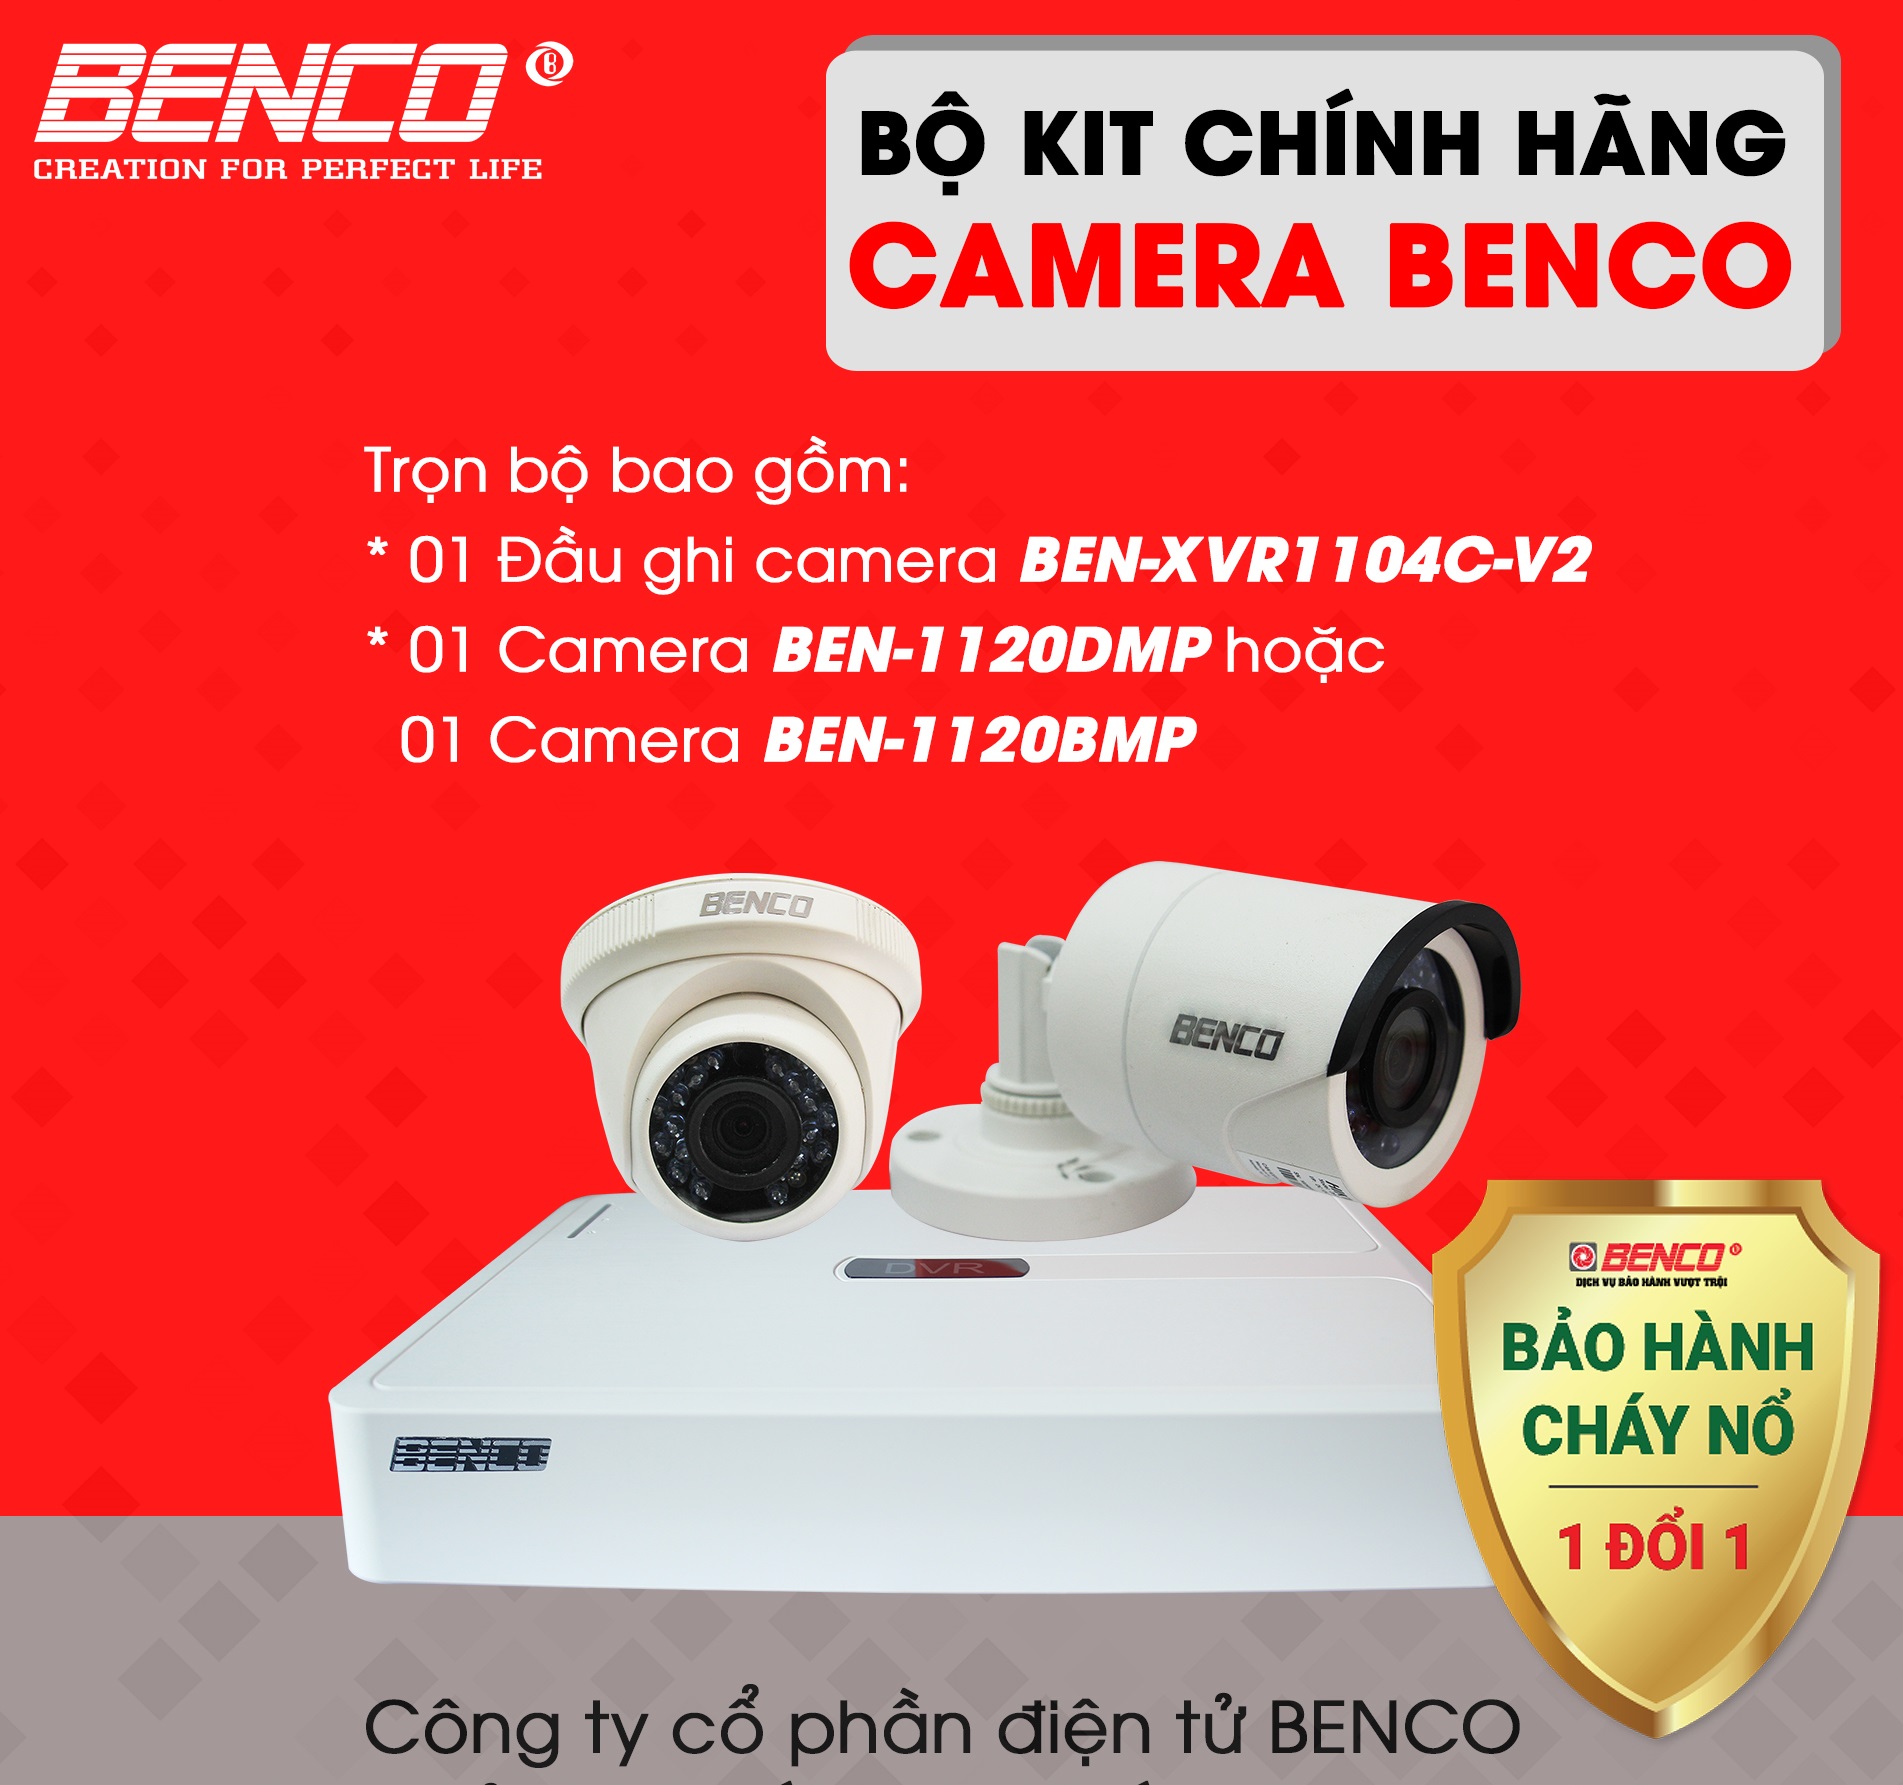 BENCO
CREATION FOR PERFECT LIFE
BỘ KIT CHÍNH HÃNG
CAMERA BENCO
Trọn bộ bao gồm:
* 01 Đầu ghi camera BEN-XVR1104C-V2
* 01 Camera BEN-1120DMP hoặc
01 Camera BEN-1120BMP
BENCO
BENCO
DVR
BENCO
BENCO
DỊCH VỤ BẢO HÀNH VƯỢT TRỘI
BẢO HÀNH
CHÁY NỔ
1 ĐỔI 1
Công ty cổ phần điện tử BENCO